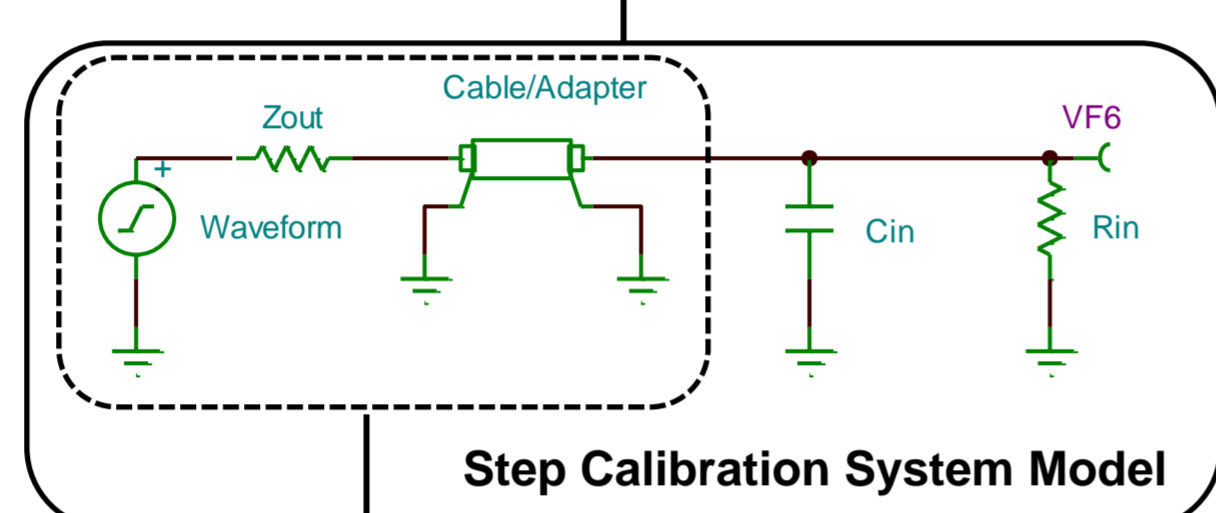 Cable/Adapter
Zout
VF6
+
Waveform
Cin
Rin
Step Calibration System Model